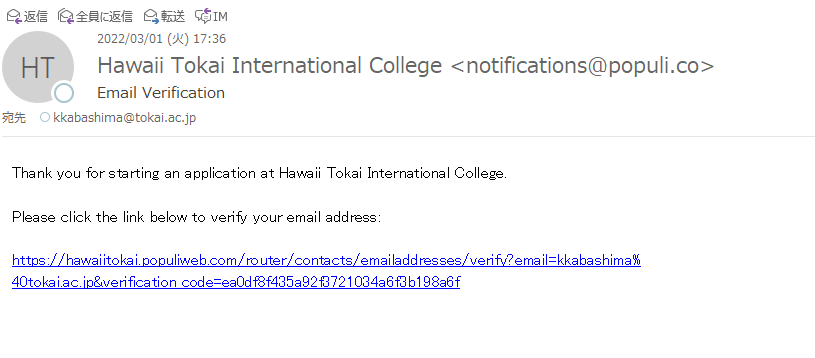 返信 全員に返信 転送 IM
2022/03/01 (火) 17:36
HT
Hawaii Tokai International College <notifications@populi.co>
Email Verification
宛先 kkabashima@tokai.ac.jp
Thank you for starting an application at Hawaii Tokai International College.
Please click the link below to verify your email address:
https://hawaiitokai.populiweb.com/router/contacts/emailaddresses/verify?email=kkabashima%
40tokai.ac.jp&verification_code=ea0df8f435a92f3721034a6f3b198a6f